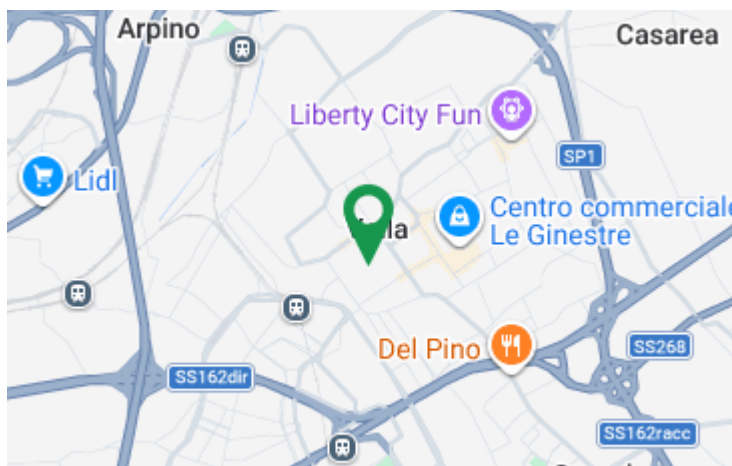 Arpino
Casarea
Liberty City Fun
SP1
Lidl
Centro commerciale
Le Ginestre
Del Pino
SS268
SS162dir
SS162racc